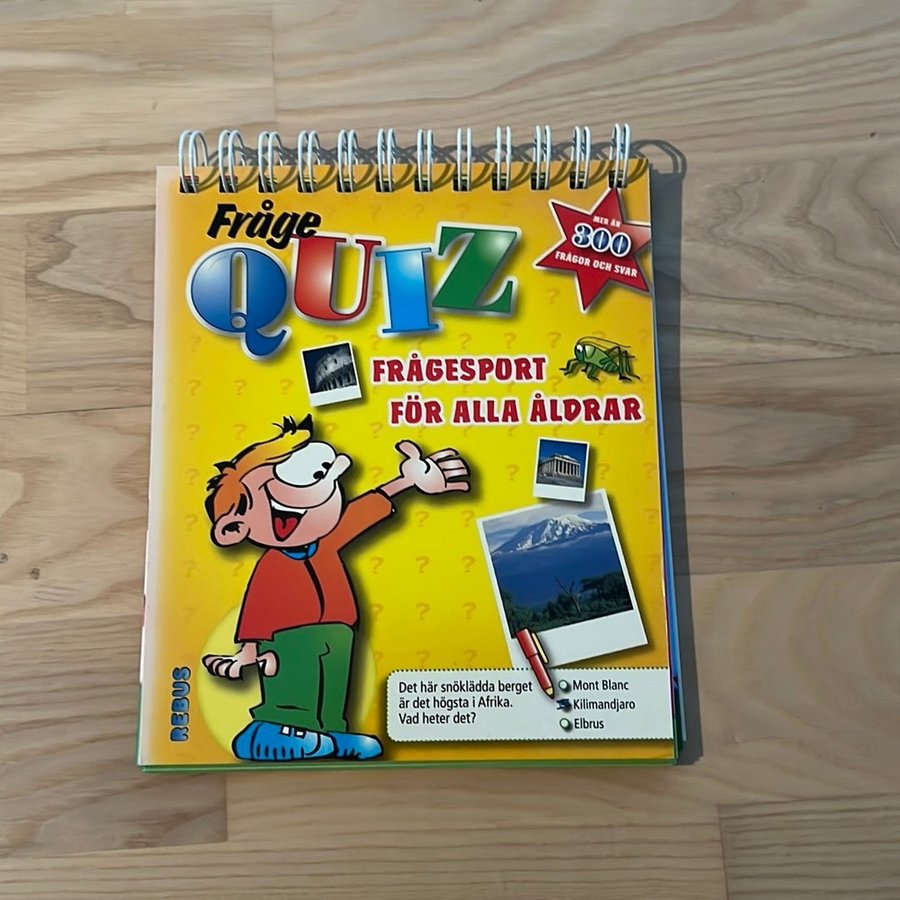 Fråge
QUIZ
MER ÄN
300
FRÅGOR OCH SVAR
FRÅGESPORT
FÖR ALLA ÅLDRAR
Det här snöklädda berget
är det högsta i Afrika.
Vad heter det?
Mont Blanc
Kilimandjaro
Elbrus
REBUS